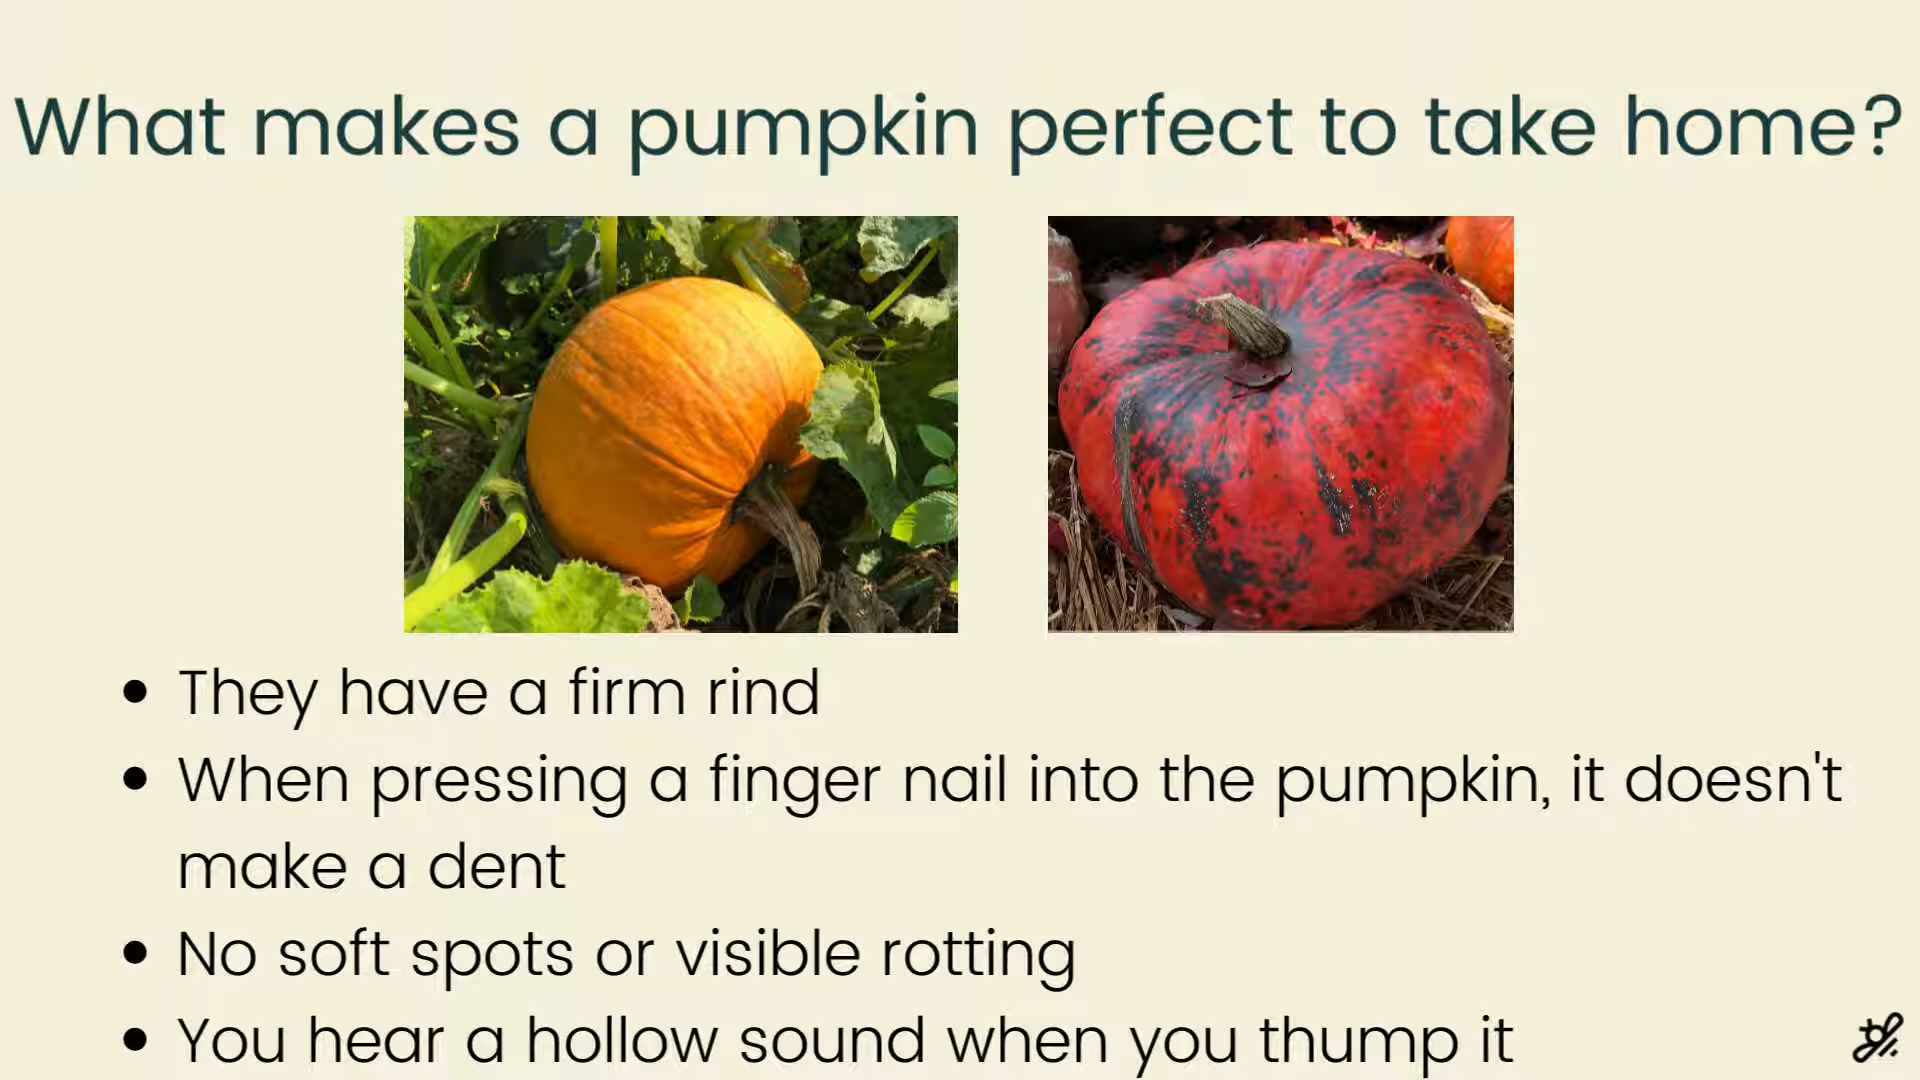 What makes a pumpkin perfect to take home?
• They have a firm rind
• When pressing a finger nail into the pumpkin, it doesn't
make a dent
• No soft spots or visible rotting
• You hear a hollow sound when you thump it